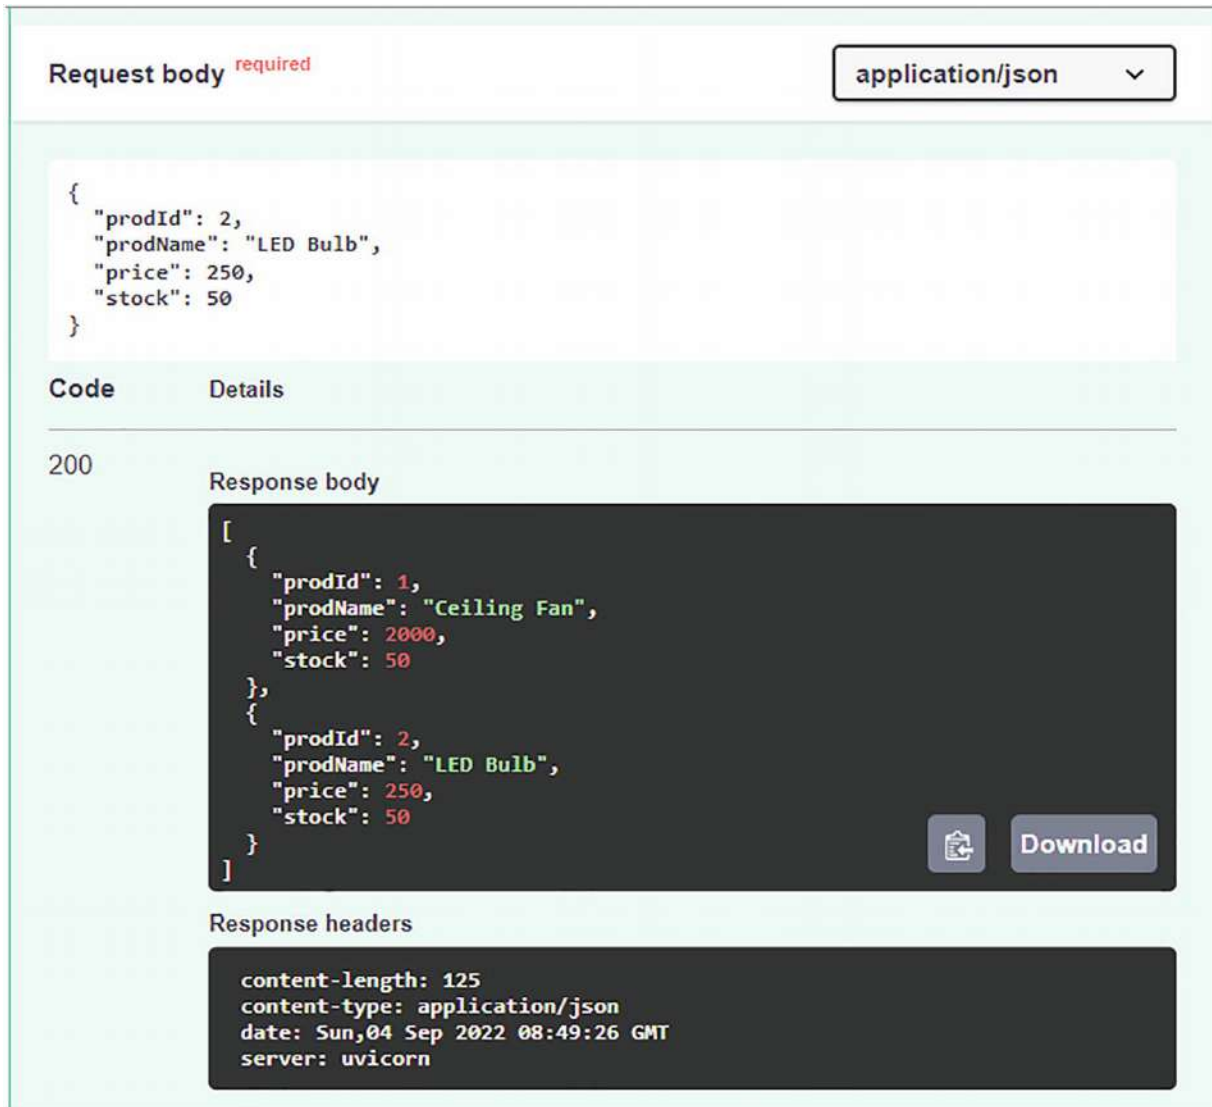 Request body required
application/json
{
"prodId": 2,
"prodName": "LED Bulb",
"price": 250,
"stock": 50
}
Code Details
200
Response body
[
{
"prodId": 1,
"prodName": "Ceiling Fan",
"price": 2000,
"stock": 50
},
{
"prodId": 2,
"prodName": "LED Bulb",
"price": 250,
"stock": 50
}
]
Download
Response headers
content-length: 125
content-type: application/json
date: Sun,04 Sep 2022 08:49:26 GMT
server: uvicorn